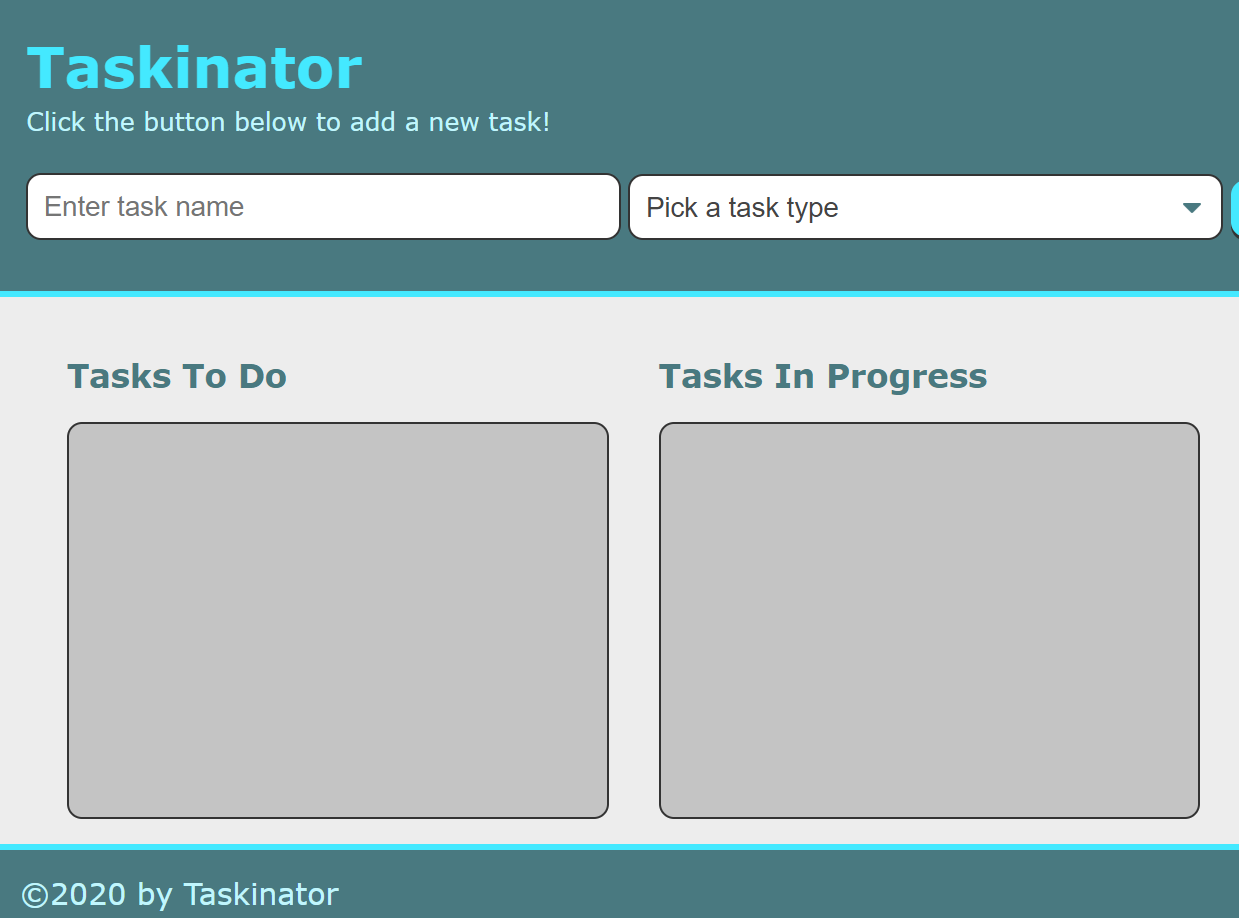 Taskinator
Click the button below to add a new task!
Enter task name
Pick a task type
Tasks To Do
Tasks In Progress
©2020 by Taskinator